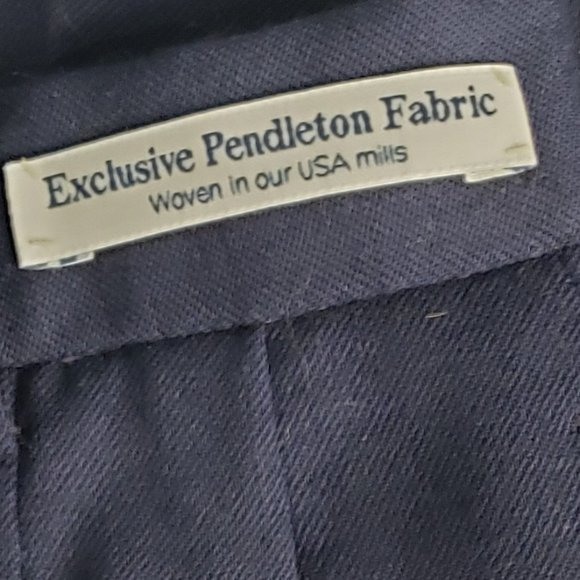 Exclusive Pendleton Fabric
Woven in our USA mills